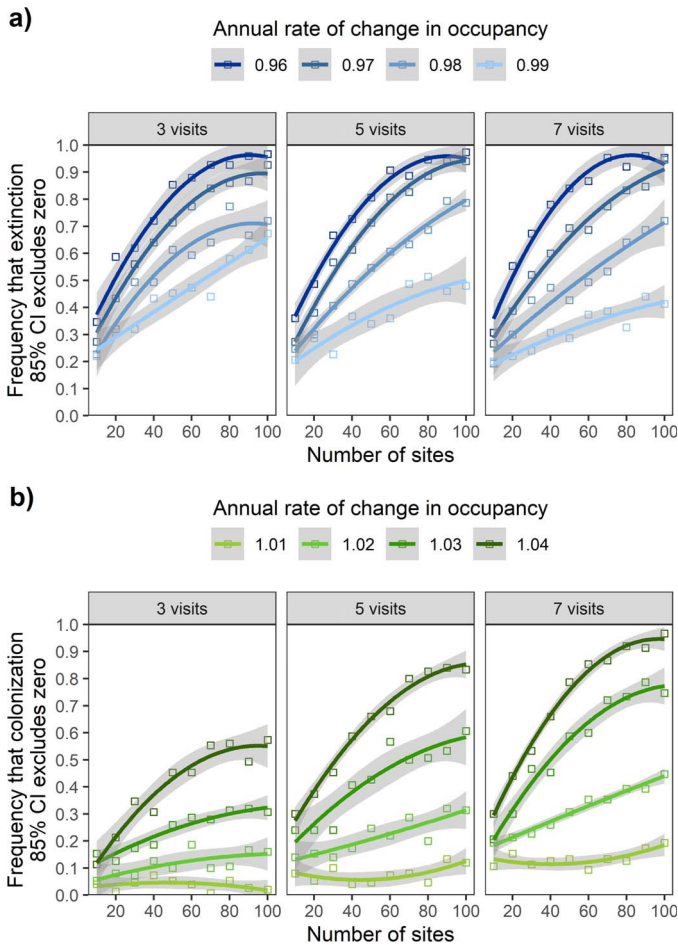 a)
Annual rate of change in occupancy
0.96 0.97 0.98 0.99
3 visits 5 visits 7 visits
Frequency that extinction
85% CI excludes zero
1.0
0.9
0.8
0.7
0.6
0.5
0.4
0.3
0.2
0.1
0.0
20 40 60 80 100 20 40 60 80 100 20 40 60 80 100
Number of sites
b)
Annual rate of change in occupancy
1.01 1.02 1.03 1.04
3 visits 5 visits 7 visits
Frequency that colonization
85% CI excludes zero
1.0
0.9
0.8
0.7
0.6
0.5
0.4
0.3
0.2
0.1
0.0
20 40 60 80 100 20 40 60 80 100 20 40 60 80 100
Number of sites